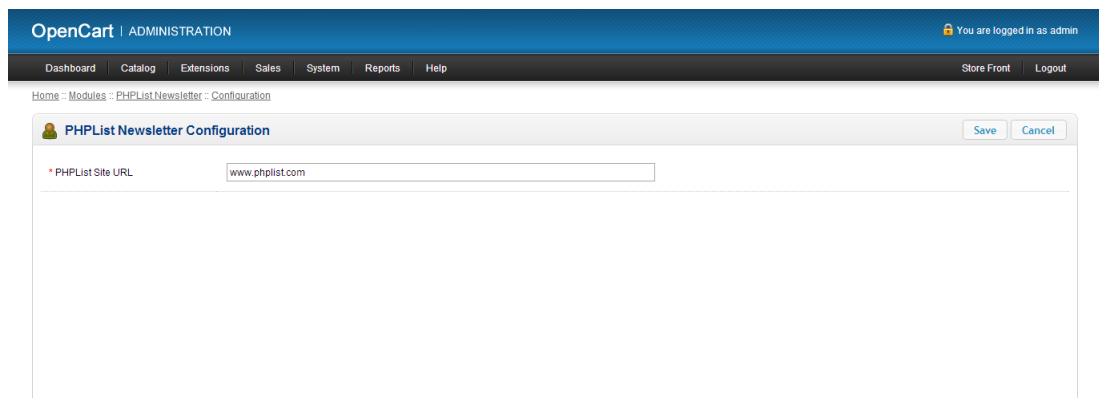 OpenCart | ADMINISTRATION You are logged in as admin
Dashboard Catalog Extensions Sales System Reports Help Store Front Logout
Home :: Modules :: PHPList Newsletter :: Configuration
PHPList Newsletter Configuration Save Cancel
* PHPList Site URL www.phplist.com